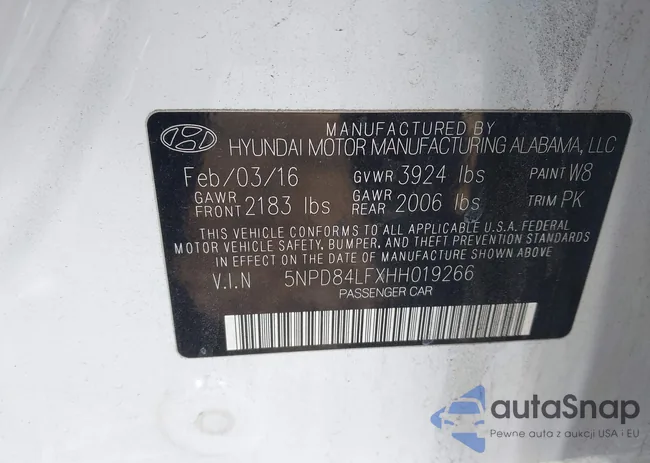 MANUFACTURED BY
HYUNDAI MOTOR MANUFACTURING ALABAMA, LLC
Feb/03/16 GVWR 3924 lbs PAINT W8
GAWR FRONT 2183 lbs GAWR REAR 2006 lbs TRIM PK
THIS VEHICLE CONFORMS TO ALL APPLICABLE U.S.A. FEDERAL
MOTOR VEHICLE SAFETY, BUMPER, AND THEFT PREVENTION STANDARDS
IN EFFECT ON THE DATE OF MANUFACTURE SHOWN ABOVE
V.I.N 5NPD84LFXHH019266
PASSENGER CAR
autoSnap
Pewne auta z aukcji USA - EU